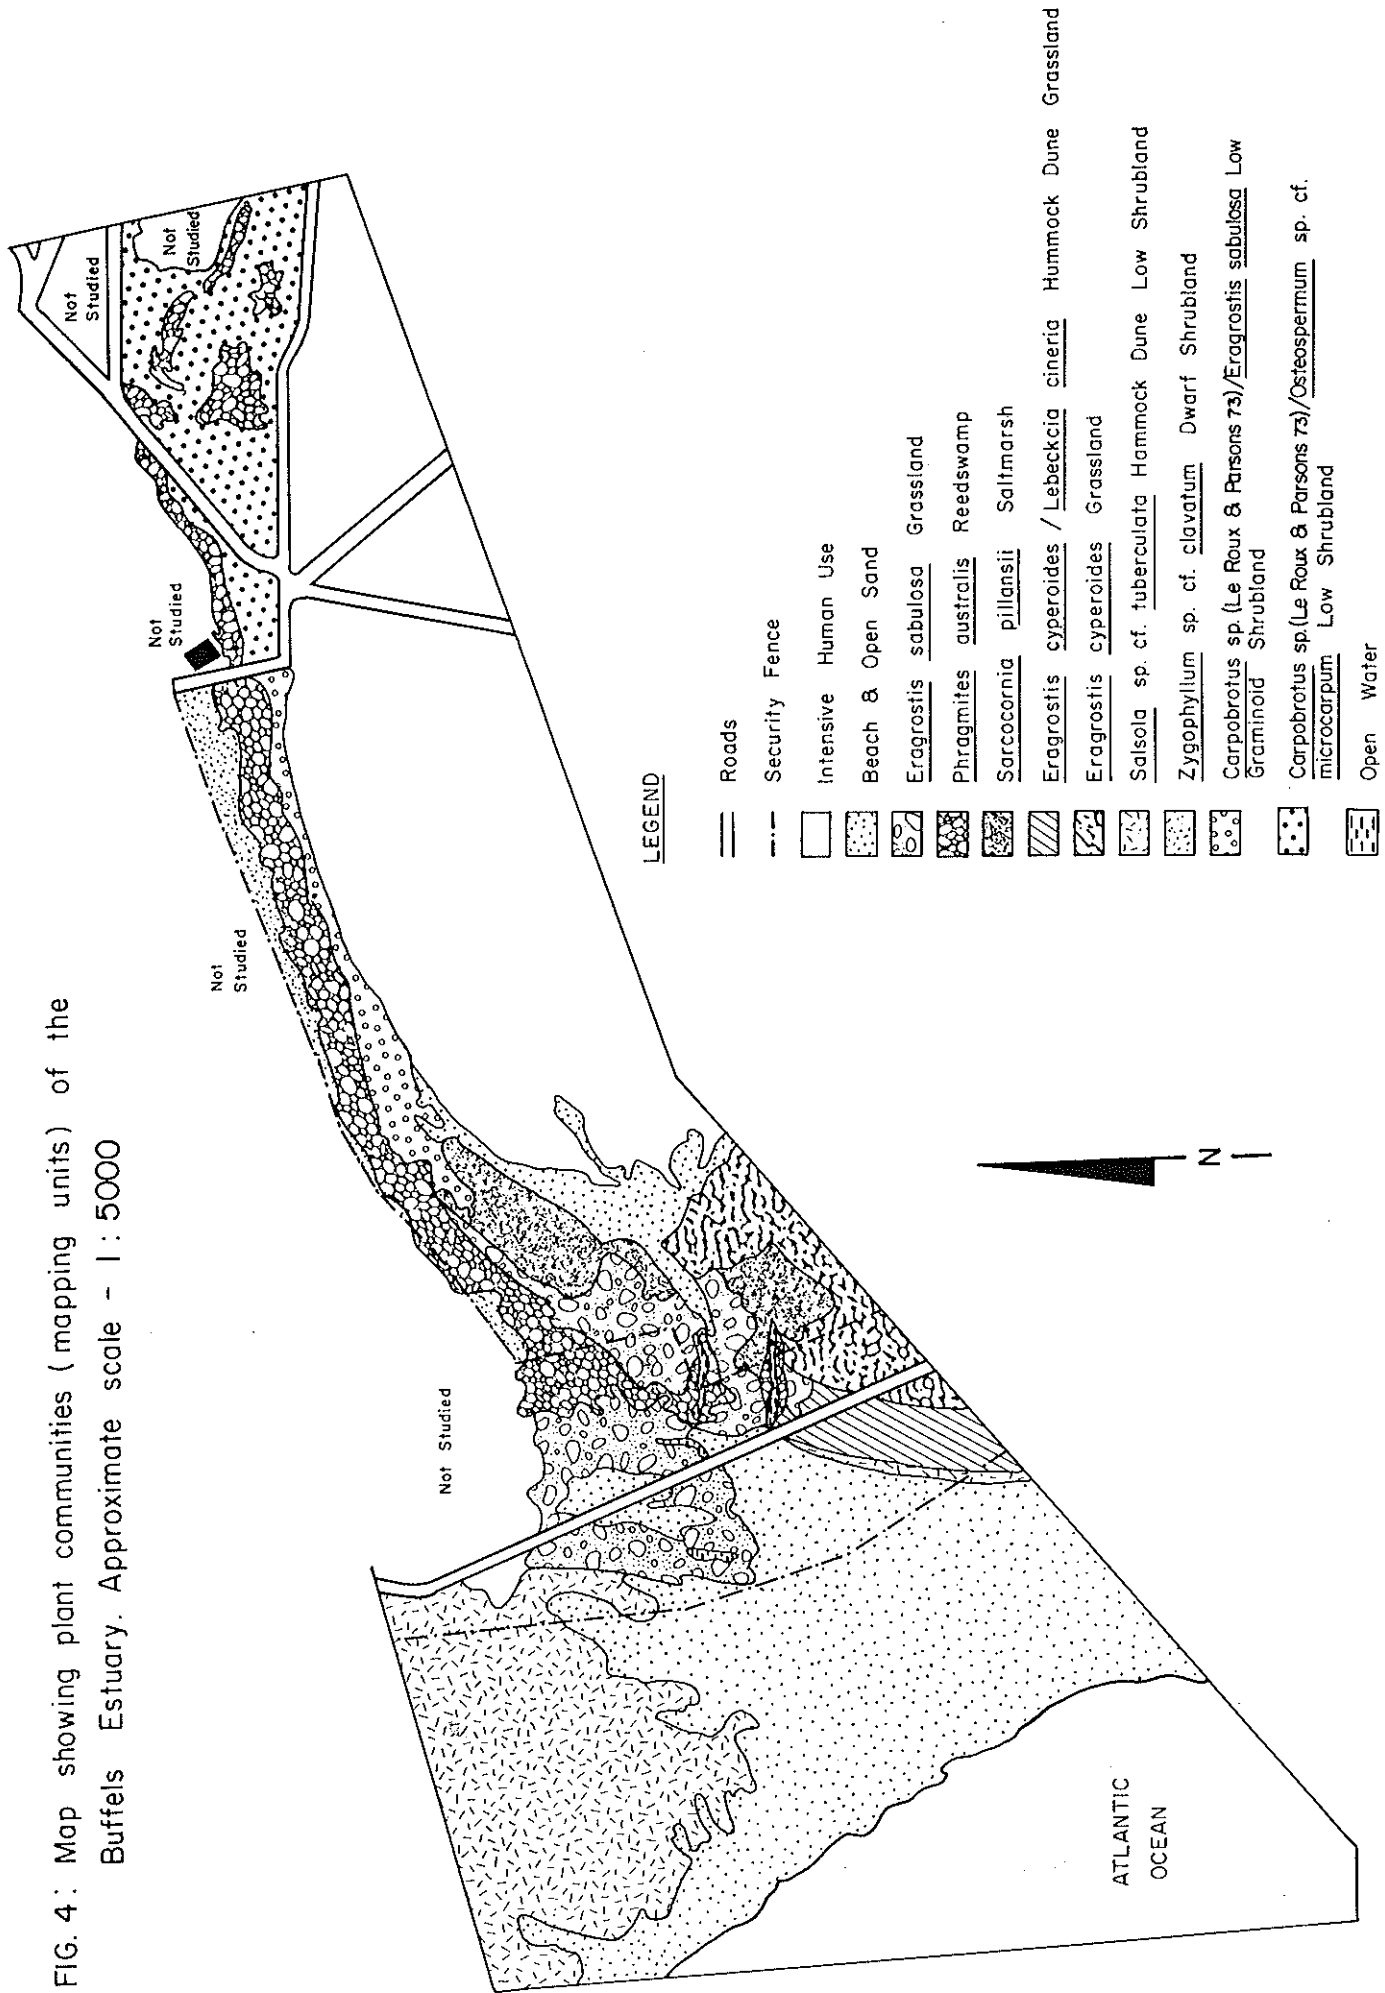 FIG. 4 : Map showing plant communities ( mapping units ) of the
Buffels Estuary. Approximate scale - 1 : 5000
Not
Studied
Not
Studied
Not
Studied
Not
Studied
Not Studied
ATLANTIC
OCEAN
N
LEGEND
Roads
Security Fence
Intensive Human Use
Beach & Open Sand
Eragrostis sabulosa Grassland
Phragmites australis Reedswamp
Sarcocornia pillansii Saltmarsh
Eragrostis cyperoides / Lebeckcia cineria Hummock Dune Grassland
Eragrostis cyperoides Grassland
Salsola sp. cf. tuberculata Hammock Dune Low Shrubland
Zygophyllum sp. cf. clavatum Dwarf Shrubland
Carpobrotus sp. (Le Roux & Parsons 73)/Eragrostis sabulosa Low
Graminoid Shrubland
Carpobrotus sp.(Le Roux & Parsons 73)/Osteospermum sp. cf.
microcarpum Low Shrubland
Open Water